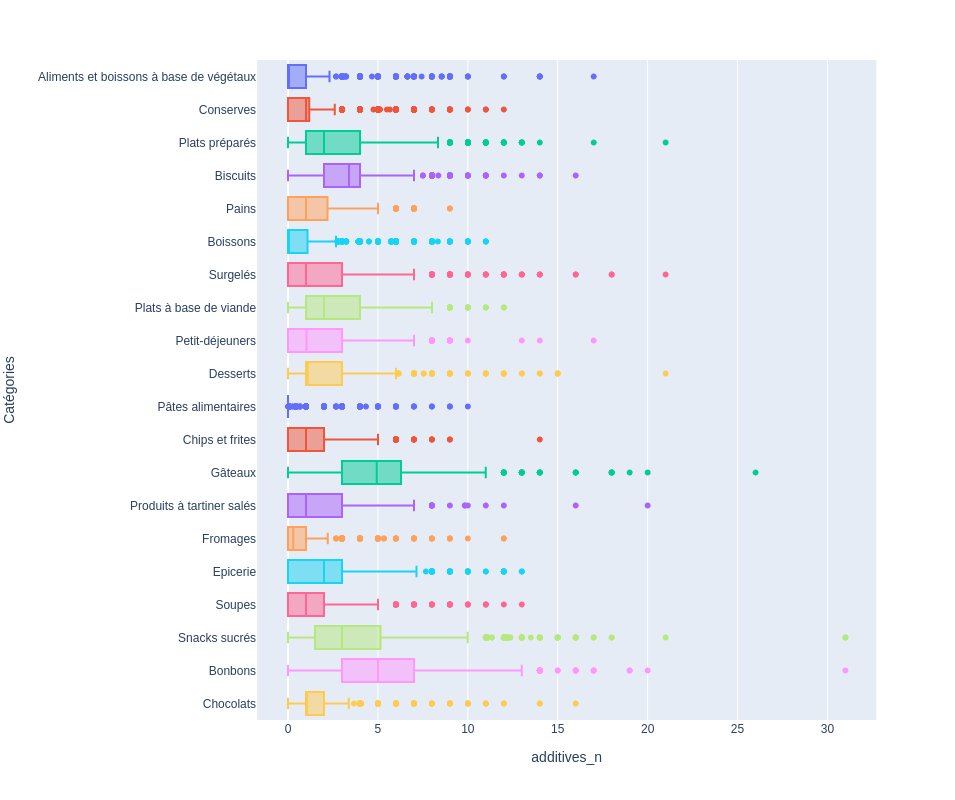 Aliments et boissons à base de végétaux
Conserves
Plats préparés
Biscuits
Pains
Boissons
Surgelés
Plats à base de viande
Petit-déjeuners
Desserts
Pâtes alimentaires
Chips et frites
Gâteaux
Produits à tartiner salés
Fromages
Epicerie
Soupes
Snacks sucrés
Bonbons
Chocolats
Catégories
0 5 10 15 20 25 30
additives_n